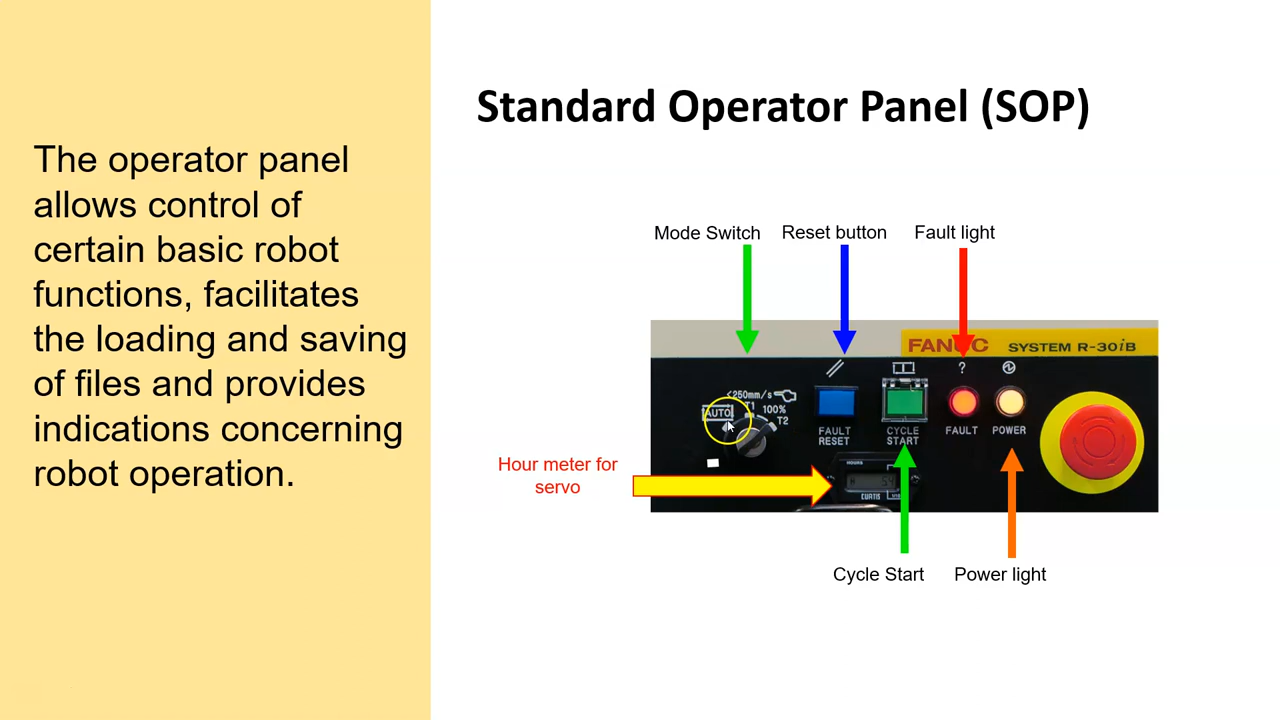 The operator panel
allows control of
certain basic robot
functions, facilitates
the loading and saving
of files and provides
indications concerning
robot operation.
Standard Operator Panel (SOP)
Mode Switch
Reset button
Fault light
FANUC SYSTEM R-30iB
<250mm/s
AUTO
T1
100%
T2
FAULT
RESET
CYCLE
START
FAULT
POWER
Hour meter for
servo
HOURS
CURTIS
Cycle Start
Power light